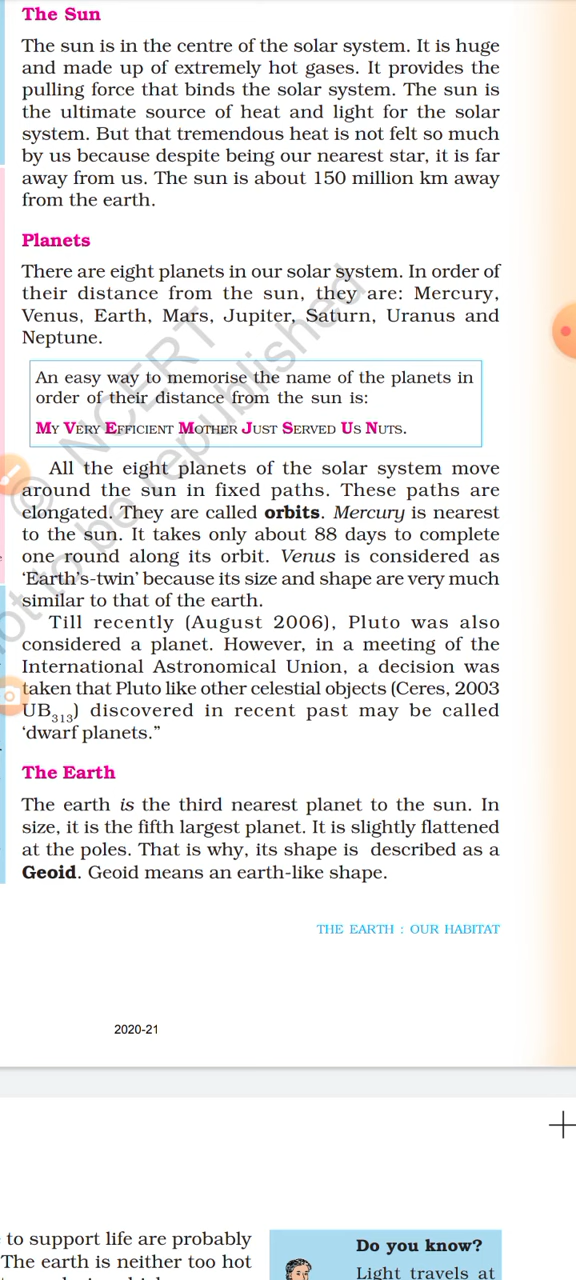 The Sun
The sun is in the centre of the solar system. It is huge
and made up of extremely hot gases. It provides the
pulling force that binds the solar system. The sun is
the ultimate source of heat and light for the solar
system. But that tremendous heat is not felt so much
by us because despite being our nearest star, it is far
away from us. The sun is about 150 million km away
from the earth.
Planets
There are eight planets in our solar system. In order of
their distance from the sun, they are: Mercury,
Venus, Earth, Mars, Jupiter, Saturn, Uranus and
Neptune.
An easy way to memorise the name of the planets in
order of their distance from the sun is:
MY VERY EFFICIENT MOTHER JUST SERVED US NUTS.
All the eight planets of the solar system move
around the sun in fixed paths. These paths are
elongated. They are called orbits. Mercury is nearest
to the sun. It takes only about 88 days to complete
one round along its orbit. Venus is considered as
‘Earth’s-twin’ because its size and shape are very much
similar to that of the earth.
Till recently (August 2006), Pluto was also
considered a planet. However, in a meeting of the
International Astronomical Union, a decision was
taken that Pluto like other celestial objects (Ceres, 2003
UB313) discovered in recent past may be called
‘dwarf planets.”
The Earth
The earth is the third nearest planet to the sun. In
size, it is the fifth largest planet. It is slightly flattened
at the poles. That is why, its shape is described as a
Geoid. Geoid means an earth-like shape.
THE EARTH : OUR HABITAT
2020-21
© NCERT
not to be republished
to support life are probably
The earth is neither too hot
Do you know?
Light travels at